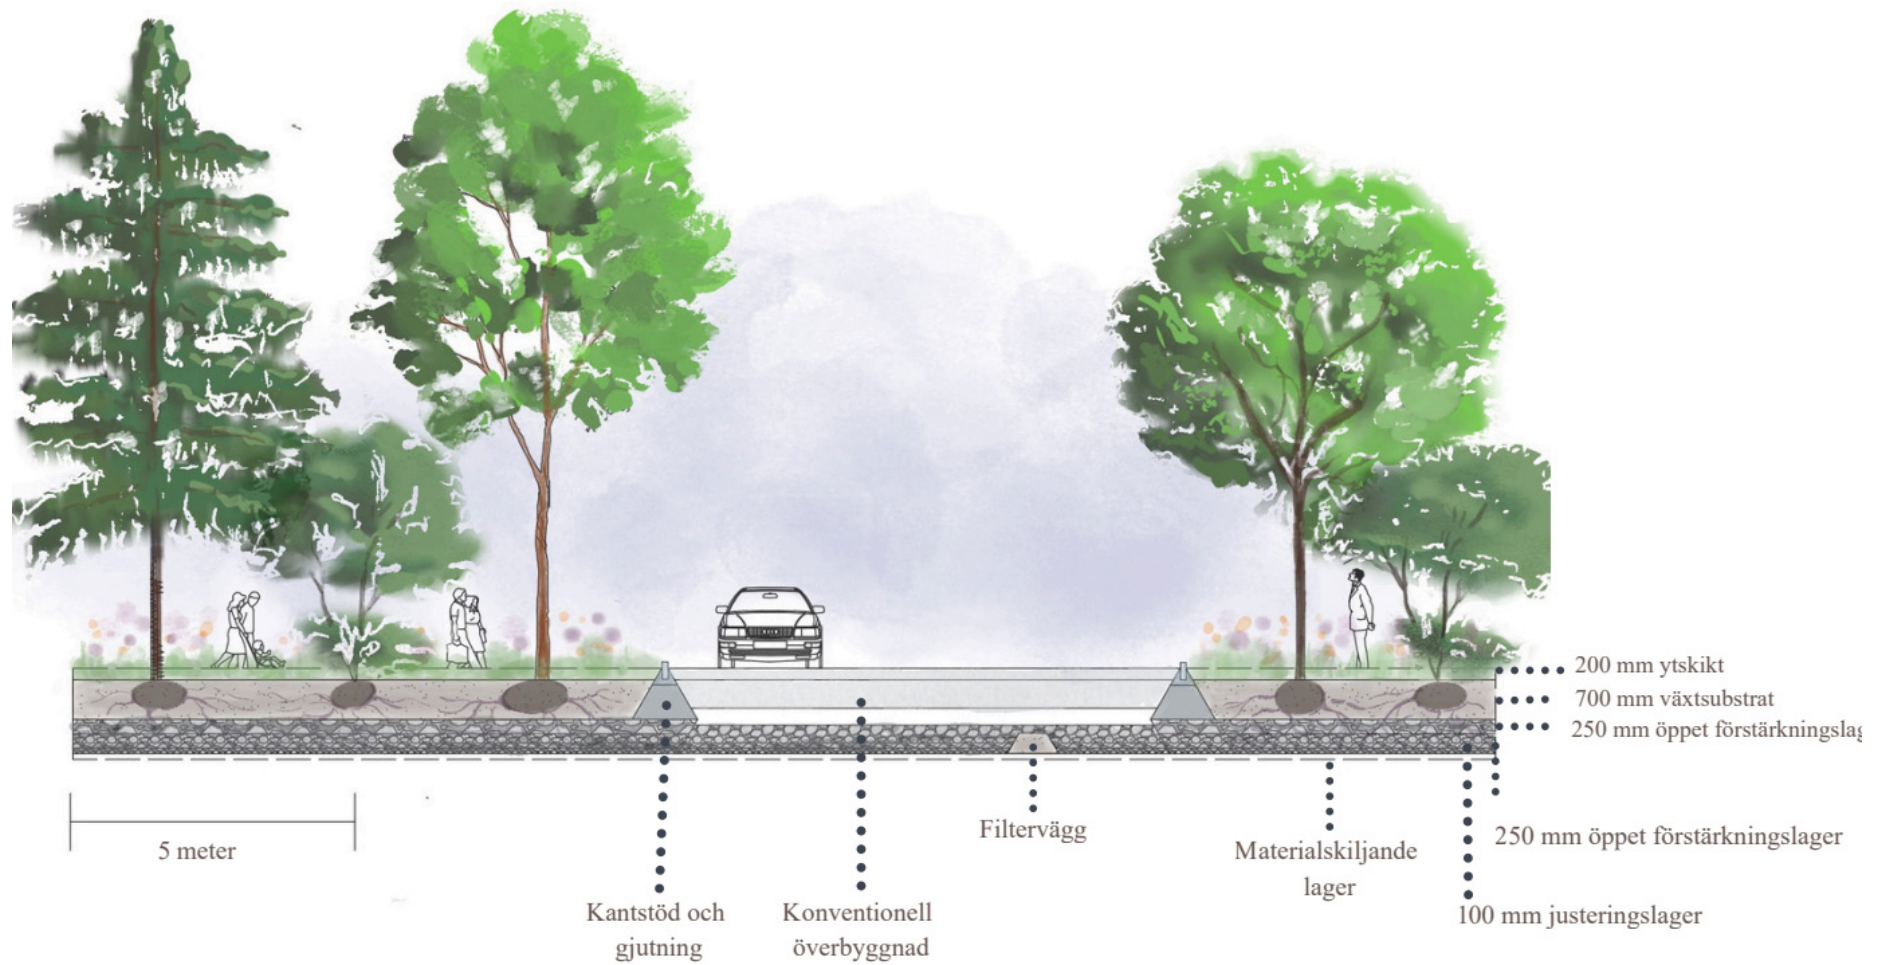 200 mm ytskikt
700 mm växtsubstrat
250 mm öppet förstärkningslag
Filtervägg
250 mm öppet förstärkningslager
5 meter
Materialskiljande
lager
Kantstöd och
gjutning
Konventionell
överbyggnad
100 mm justeringslager